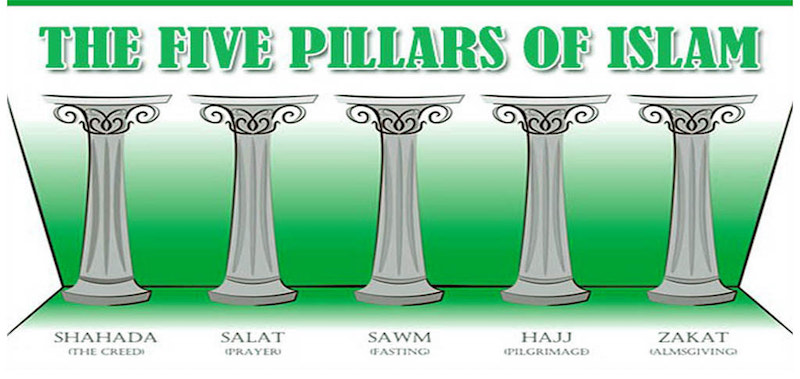 THE FIVE PILLARS OF ISLAM
SHAHADA SALAT SAWM HAJJ ZAKAT
(THE CREED) (PRAYER) (FASTING) (PILGRIMAGE) (ALMSGIVING)